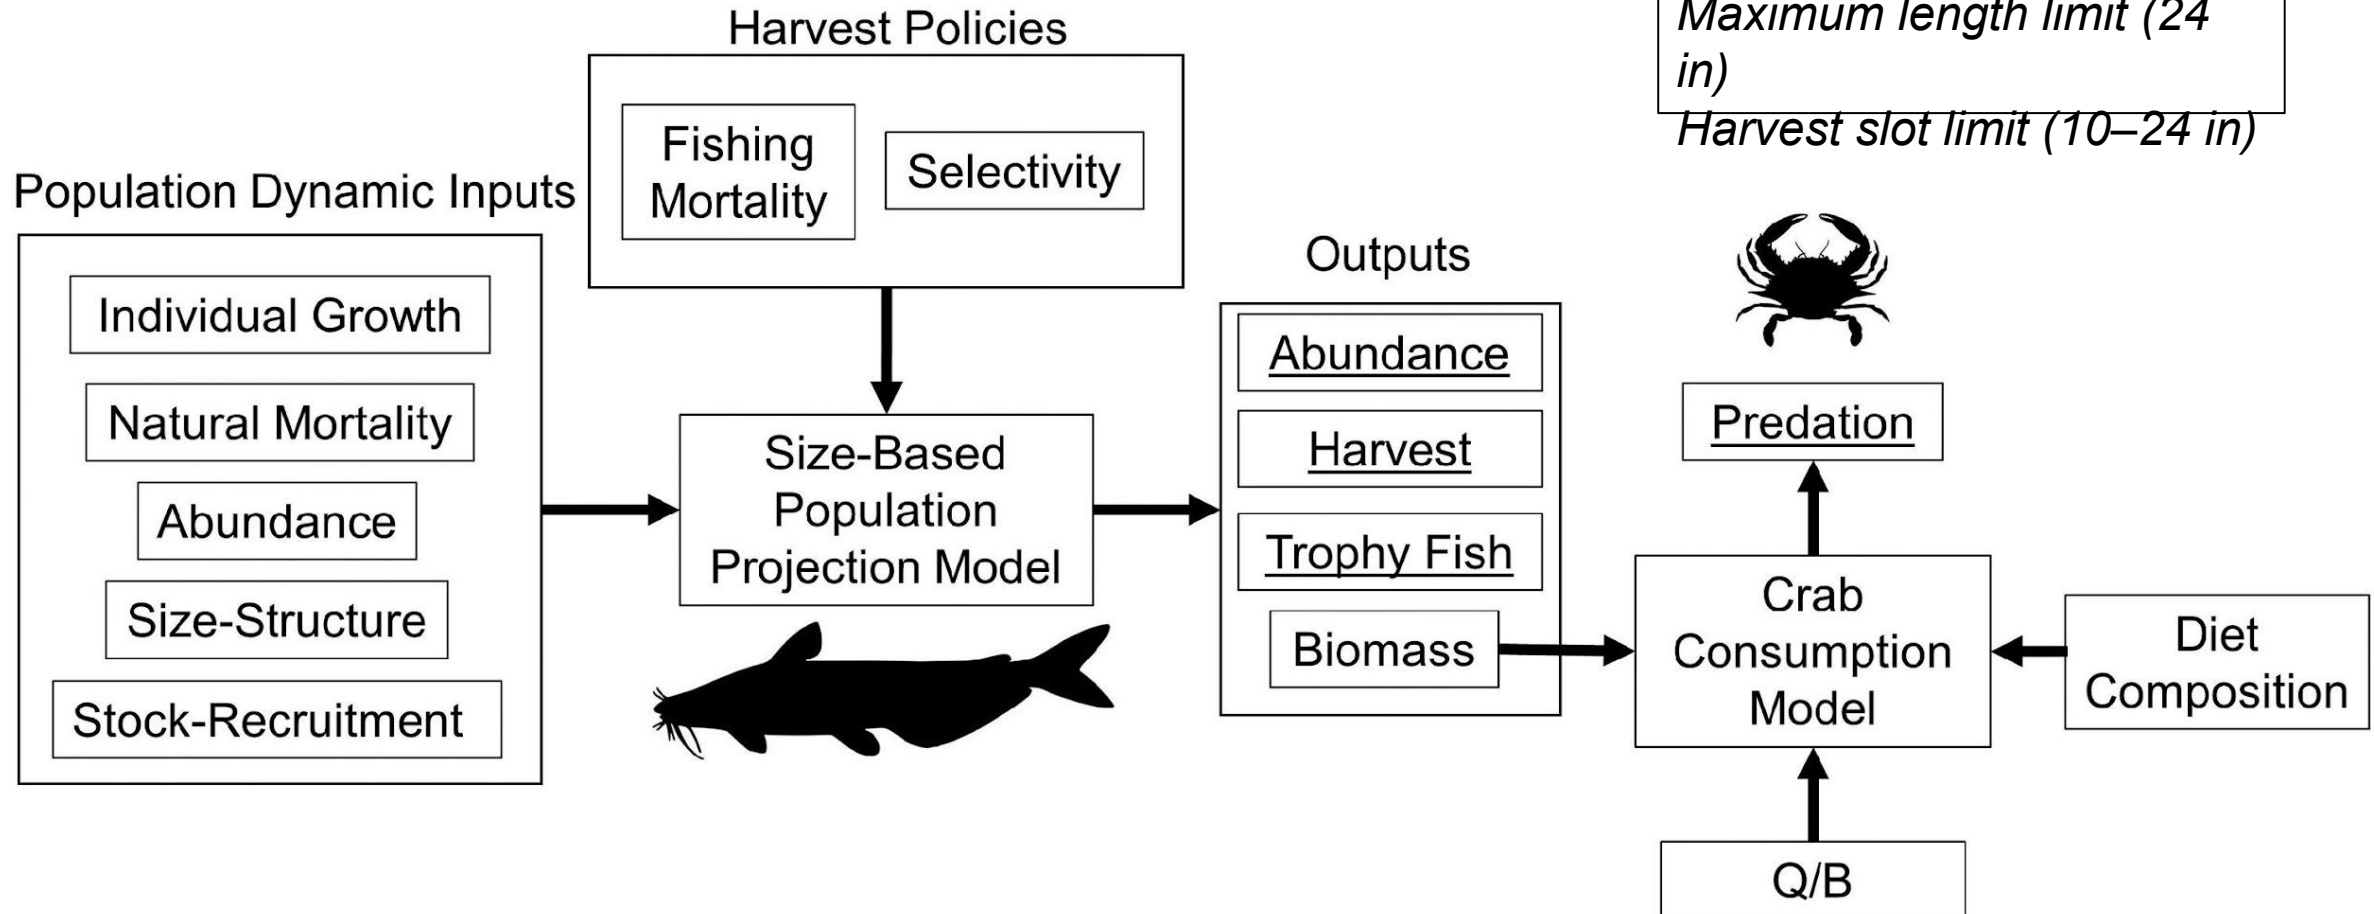 Harvest Policies
Fishing
Mortality
Selectivity
Maximum length limit (24
in)
Harvest slot limit (10–24 in)
Population Dynamic Inputs
Individual Growth
Natural Mortality
Abundance
Size-Structure
Stock-Recruitment
Size-Based
Population
Projection Model
Outputs
Abundance
Harvest
Trophy Fish
Biomass
Predation
Crab
Consumption
Model
Diet
Composition
Q/B